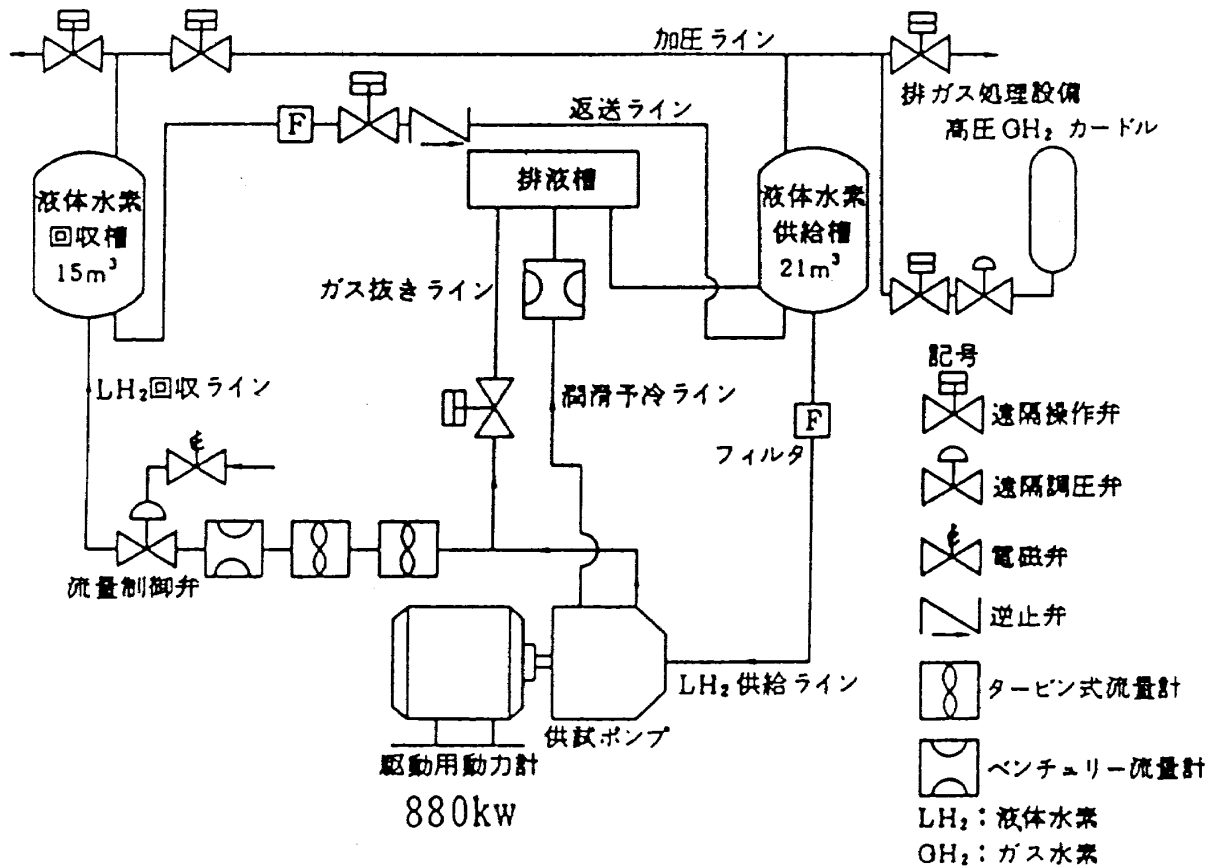 加圧ライン
排ガス処理設備
返送ライン
高圧GH₂ カードル
F
排液槽
液体水素
回収槽
15m³
液体水素
供給槽
21m³
ガス抜きライン
記号
LH₂回収ライン
潤滑予冷ライン
遠隔操作弁
F
フィルタ
遠隔調圧弁
電磁弁
流量制御弁
逆止弁
LH₂供給ライン
タービン式流量計
供試ポンプ
駆動用動力計
880kw
ベンチュリー流量計
LH₂：液体水素
GH₂：ガス水素